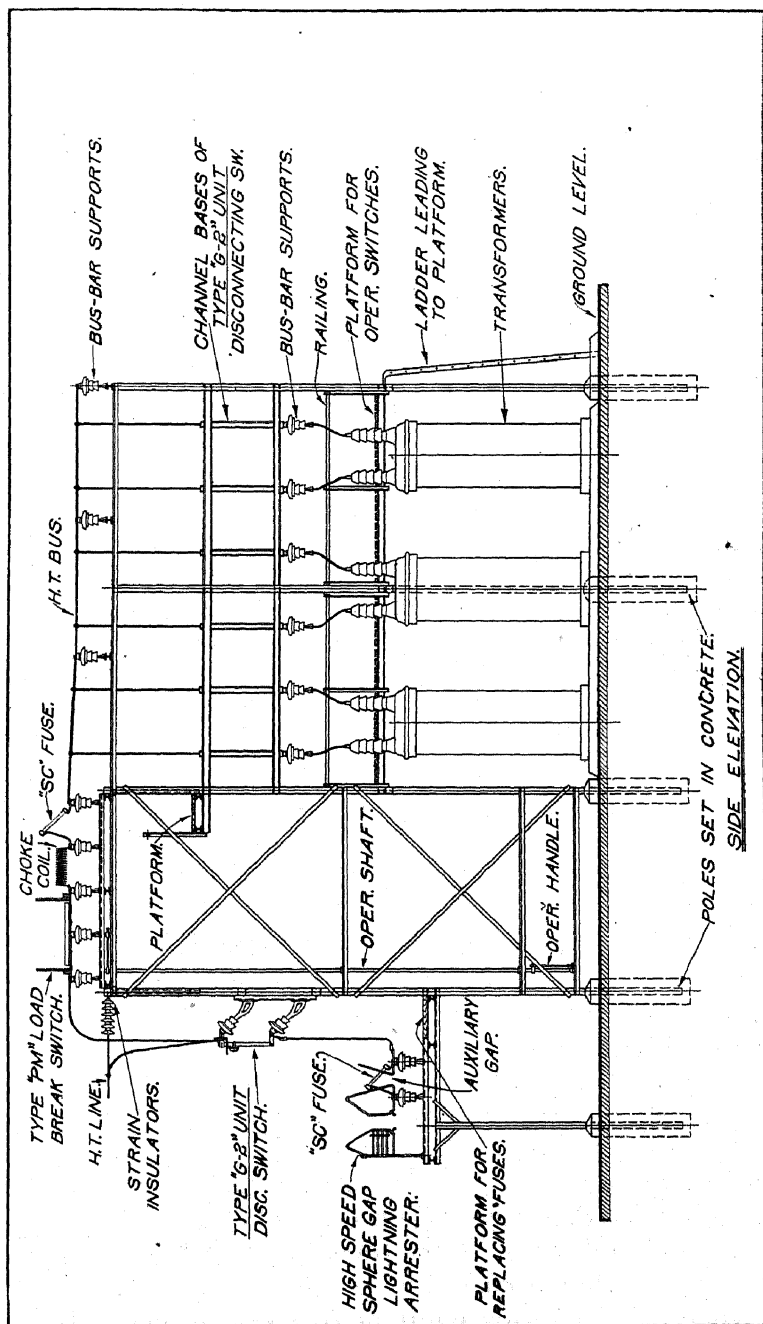 TYPE "PM" LOAD
BREAK SWITCH.
CHOKE
COIL.
"SC" FUSE.
H.T. BUS.
BUS-BAR SUPPORTS.
H.T. LINE.
STRAIN
INSULATORS.
PLATFORM.
CHANNEL BASES OF
TYPE "G-2" UNIT
DISCONNECTING SW.
TYPE "G-2" UNIT
DISC. SWITCH.
BUS-BAR SUPPORTS.
"SC" FUSE.
OPER. SHAFT.
RAILING.
HIGH SPEED
SPHERE GAP
LIGHTNING
ARRESTER.
PLATFORM FOR
OPER. SWITCHES.
AUXILIARY
GAP.
LADDER LEADING
TO PLATFORM.
PLATFORM FOR
REPLACING FUSES.
OPER. HANDLE.
TRANSFORMERS.
GROUND LEVEL.
POLES SET IN CONCRETE.
SIDE ELEVATION.